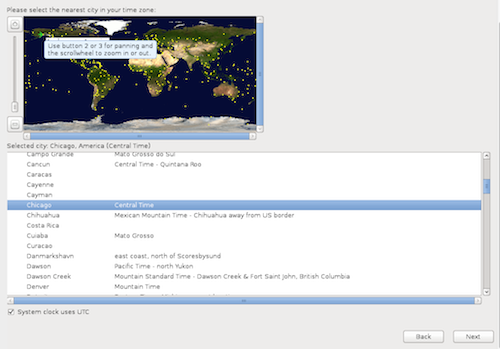 Please select the nearest city in your time zone:
Use button 2 or 3 for panning and
the scrollwheel to zoom in or out.
Selected city: Chicago, America (Central Time)
Campo Grande Mato Grosso do Sul
Cancun Central Time - Quintana Roo
Caracas
Cayenne
Cayman
Chicago Central Time
Chihuahua Mexican Mountain Time - Chihuahua away from US border
Costa Rica
Cuiaba Mato Grosso
Curacao
Danmarkshavn east coast, north of Scoresbysund
Dawson Pacific Time - north Yukon
Dawson Creek Mountain Standard Time - Dawson Creek & Fort Saint John, British Columbia
Denver Mountain Time
System clock uses UTC
Back Next